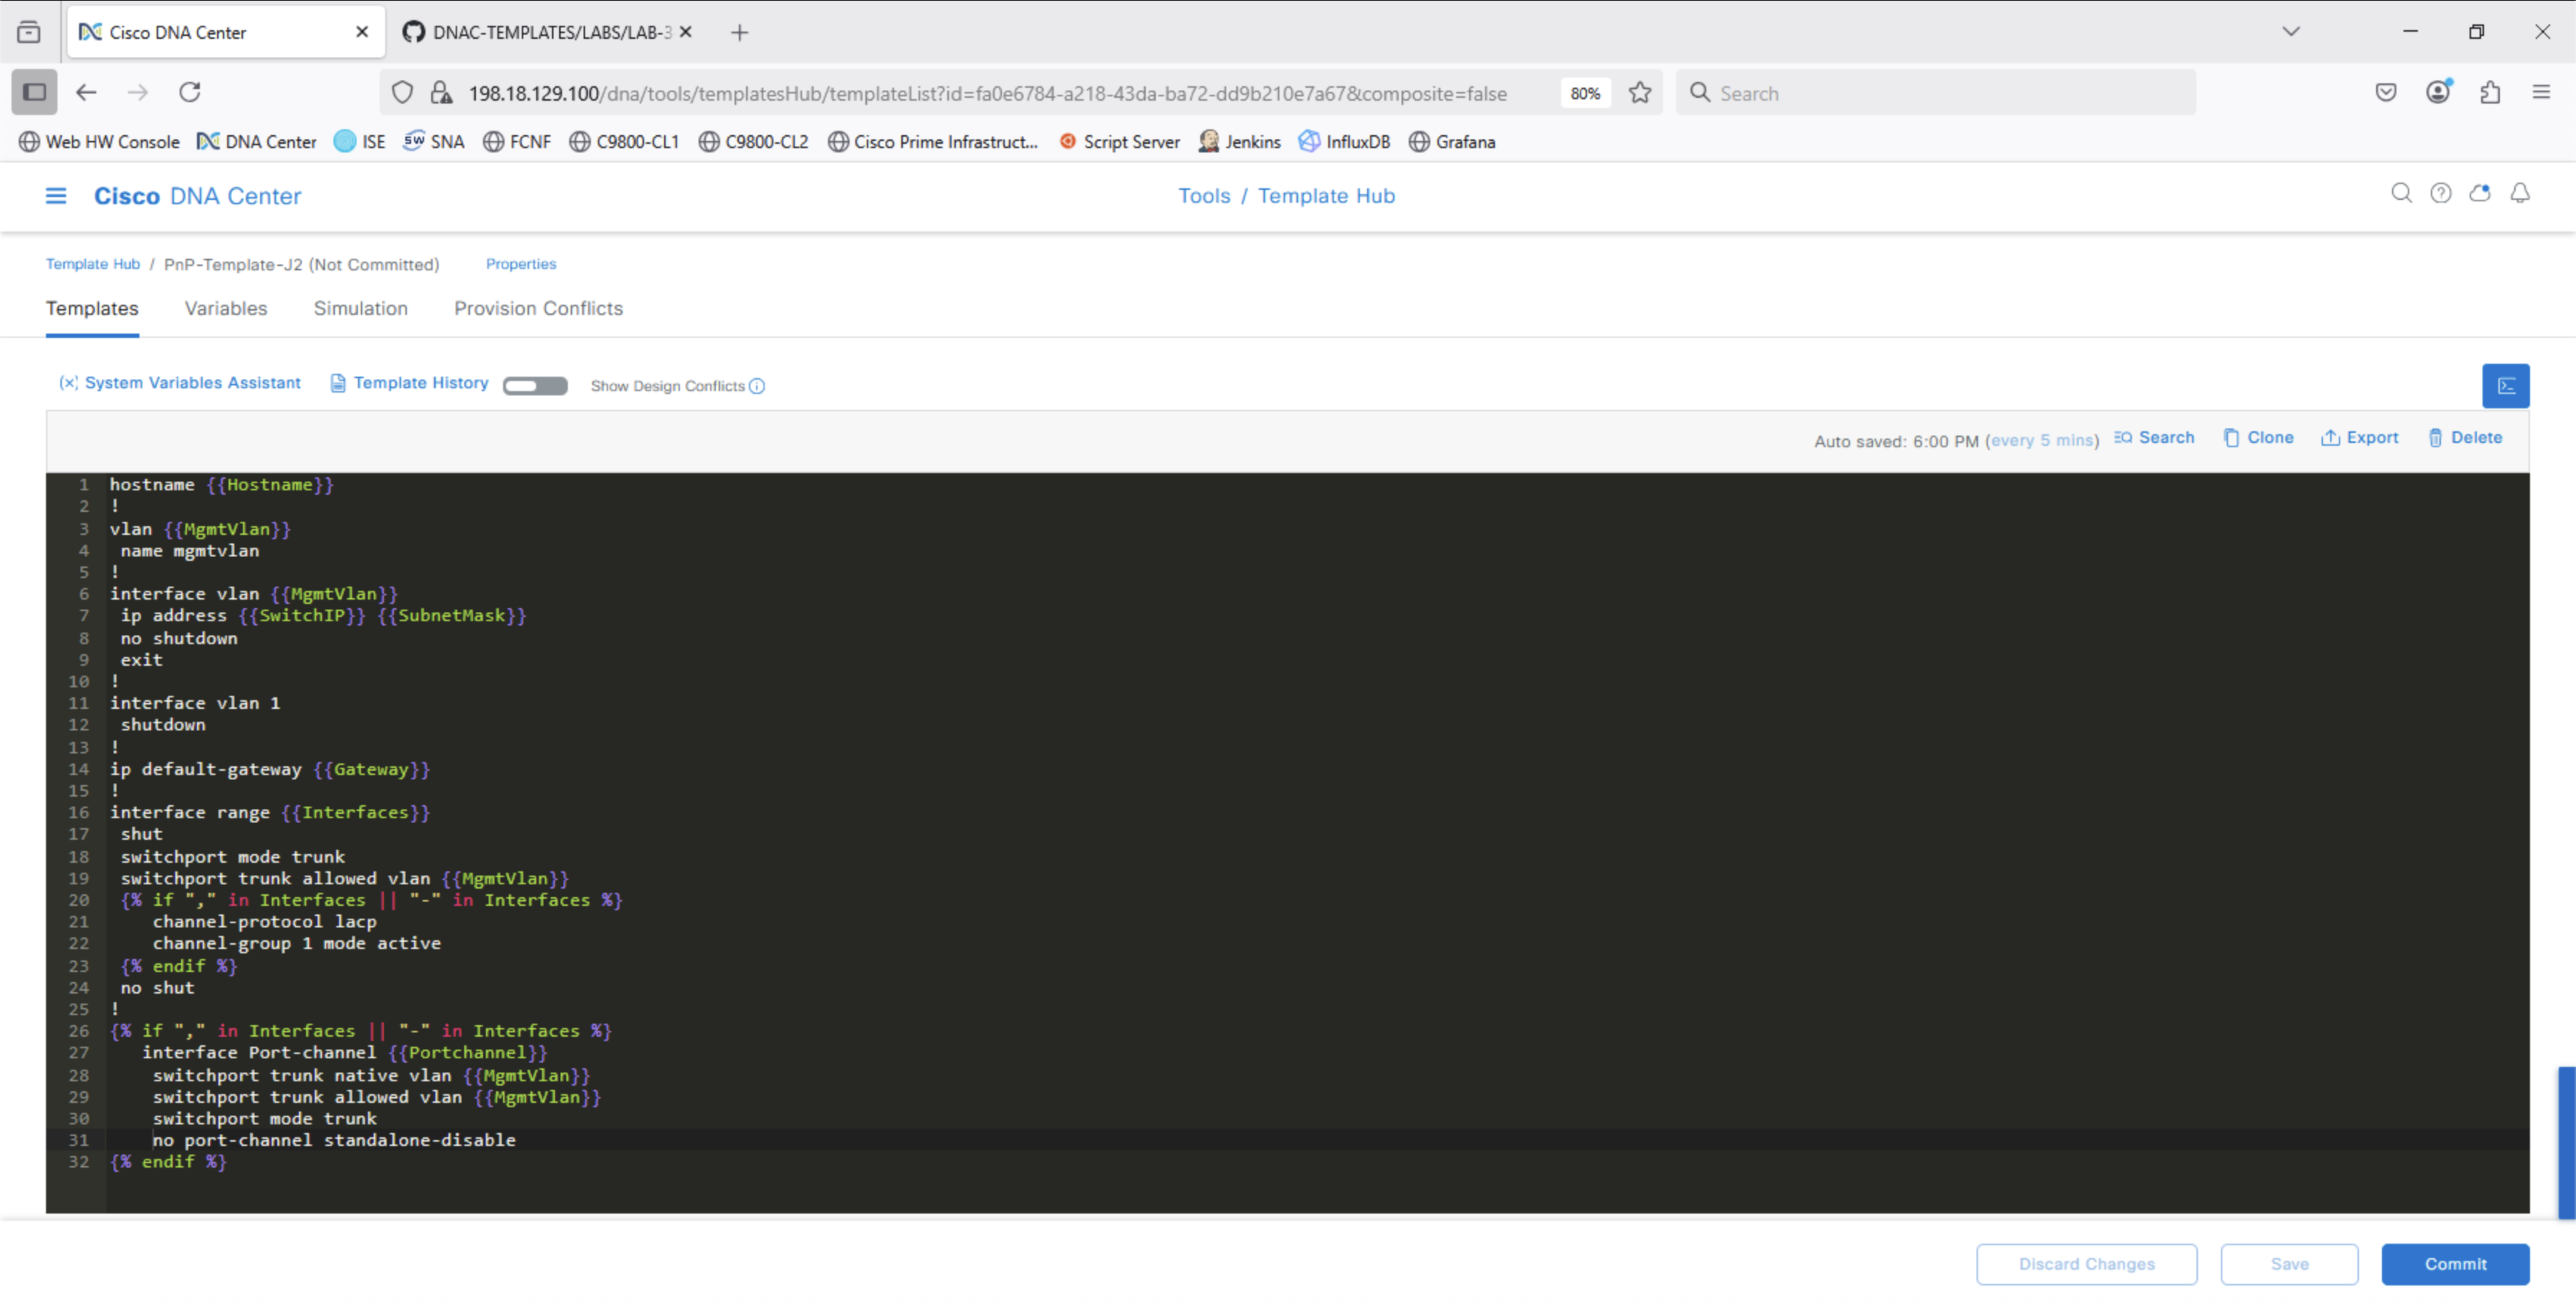 Cisco DNA Center
DNAC-TEMPLATES/LABS/LAB-3
198.18.129.100/dna/tools/templatesHub/templateList?id=fa0e6784-a218-43da-ba72-dd9b210e7a67&composite=false
80%
Search
Web HW Console
DNA Center
ISE
SW SNA
FCNF
C9800-CL1
C9800-CL2
Cisco Prime Infrastruct...
Script Server
Jenkins
InfluxDB
Grafana
Cisco DNA Center
Tools / Template Hub
Template Hub / PnP-Template-J2 (Not Committed)
Properties
Templates
Variables
Simulation
Provision Conflicts
System Variables Assistant
Template History
Show Design Conflicts
Auto saved: 6:00 PM (every 5 mins)
Search
Clone
Export
Delete
1 hostname {{Hostname}}
2 !
3 vlan {{MgmtVlan}}
4 name mgmtvlan
5 !
6 interface vlan {{MgmtVlan}}
7 ip address {{SwitchIP}} {{SubnetMask}}
8 no shutdown
9 exit
10 !
11 interface vlan 1
12 shutdown
13 !
14 ip default-gateway {{Gateway}}
15 !
16 interface range {{Interfaces}}
17 shut
18 switchport mode trunk
19 switchport trunk allowed vlan {{MgmtVlan}}
20 {% if "," in Interfaces || "-" in Interfaces %}
21 channel-protocol lacp
22 channel-group 1 mode active
23 {% endif %}
24 no shut
25 !
26 {% if "," in Interfaces || "-" in Interfaces %}
27 interface Port-channel {{Portchannel}}
28 switchport trunk native vlan {{MgmtVlan}}
29 switchport trunk allowed vlan {{MgmtVlan}}
30 switchport mode trunk
31 no port-channel standalone-disable
32 {% endif %}
Discard Changes
Save
Commit